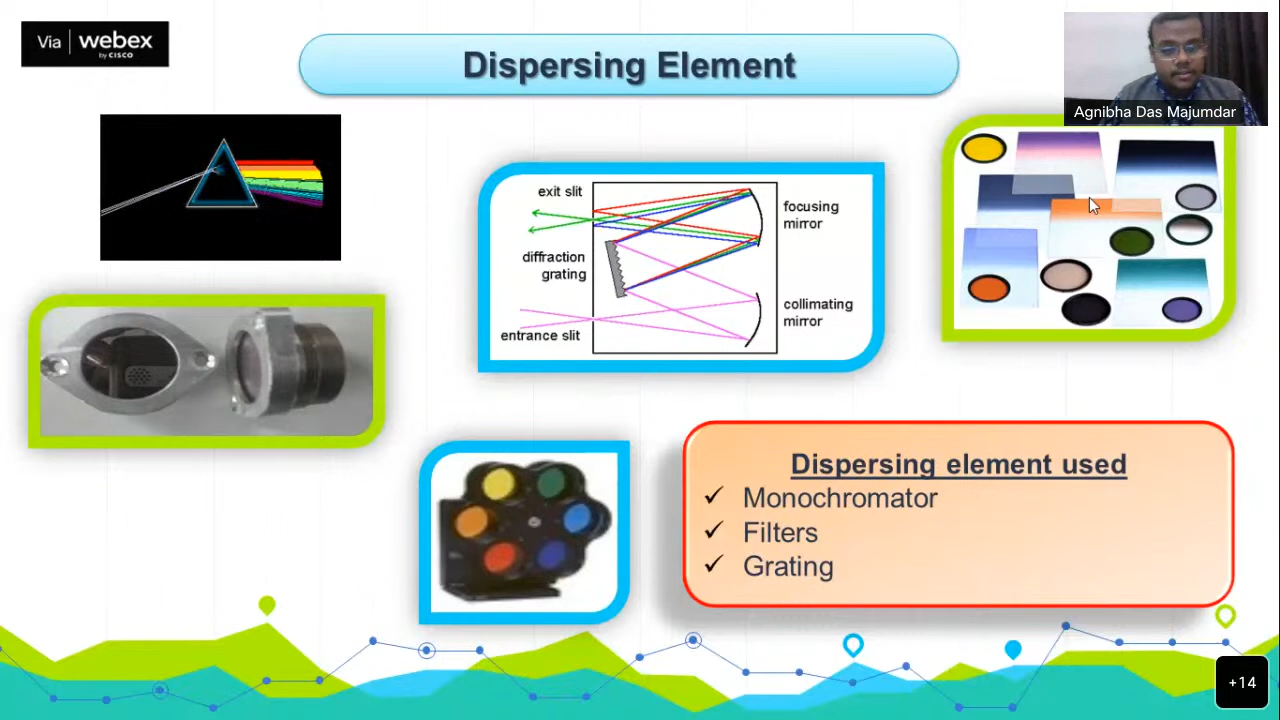 Via webex
by CISCO
Dispersing Element
Agnibha Das Majumdar
exit slit
focusing
mirror
diffraction
grating
collimating
mirror
entrance slit
Dispersing element used
✓ Monochromator
✓ Filters
✓ Grating
+14